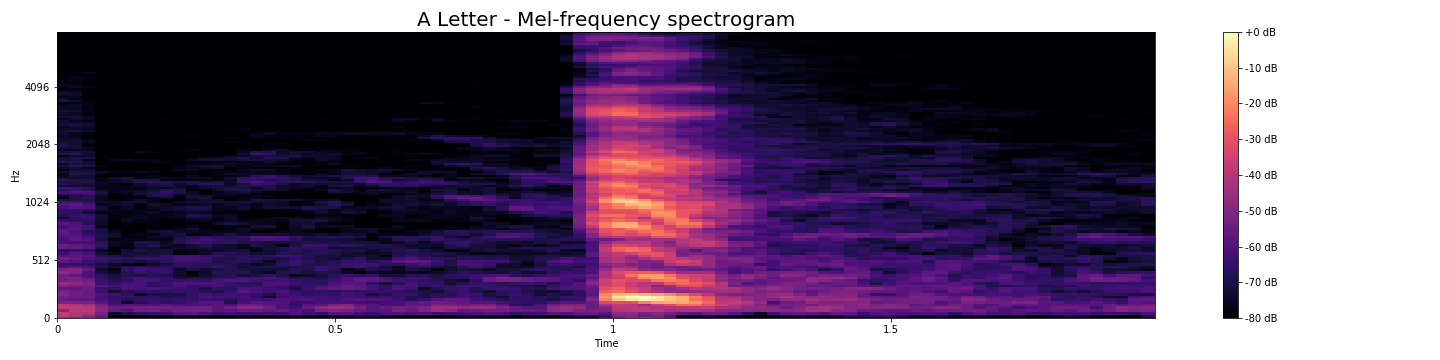 A Letter - Mel-frequency spectrogram
Hz
4096
2048
1024
512
0
0 0.5 1 1.5
Time
+0 dB
-10 dB
-20 dB
-30 dB
-40 dB
-50 dB
-60 dB
-70 dB
-80 dB